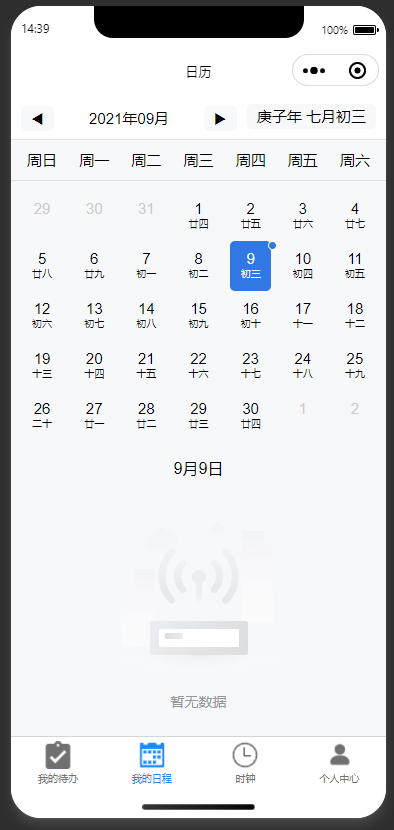 14:39 100%
日历
2021年09月 庚子年 七月初三
周日 周一 周二 周三 周四 周五 周六
29 30 31 1 2 3 4
廿四 廿五 廿六 廿七
5 6 7 8 9 10 11
廿八 廿九 初一 初二 初三 初四 初五
12 13 14 15 16 17 18
初六 初七 初八 初九 初十 十一 十二
19 20 21 22 23 24 25
十三 十四 十五 十六 十七 十八 十九
26 27 28 29 30 1 2
二十 廿一 廿二 廿三 廿四
9月9日
暂无数据
我的待办 我的日程 时钟 个人中心